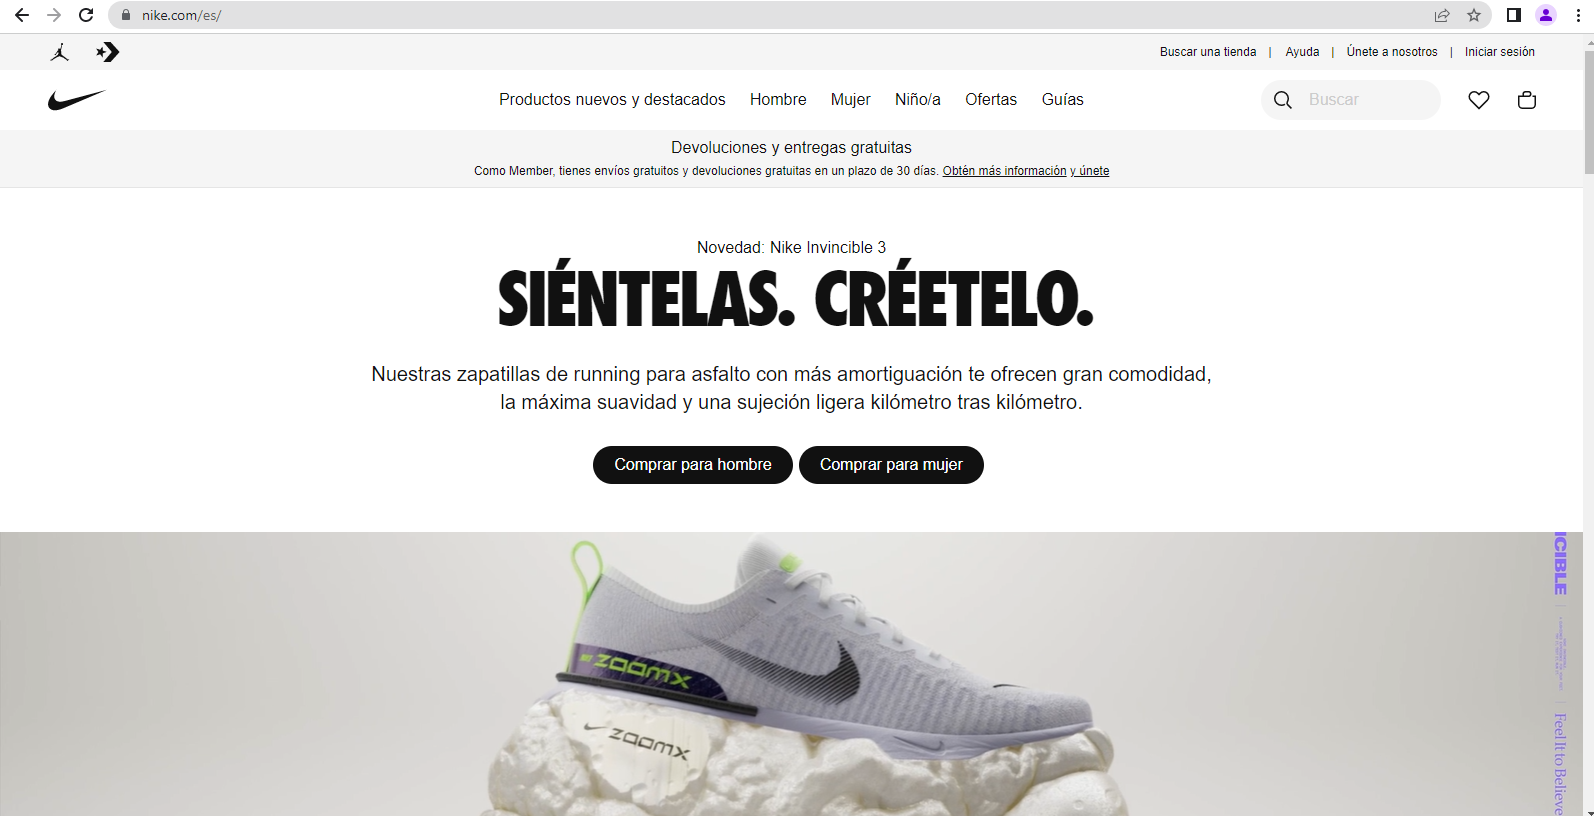 nike.com/es/
Buscar una tienda | Ayuda | Únete a nosotros | Iniciar sesión
Productos nuevos y destacados Hombre Mujer Niño/a Ofertas Guías Buscar
Devoluciones y entregas gratuitas
Como Member, tienes envíos gratuitos y devoluciones gratuitas en un plazo de 30 días. Obtén más información y únete
Novedad: Nike Invincible 3
SIÉNTELAS. CRÉETELO.
Nuestras zapatillas de running para asfalto con más amortiguación te ofrecen gran comodidad,
la máxima suavidad y una sujeción ligera kilómetro tras kilómetro.
Comprar para hombre Comprar para mujer
ZOOMX
ZOOMX
ICIBLE
Feel It to Believe